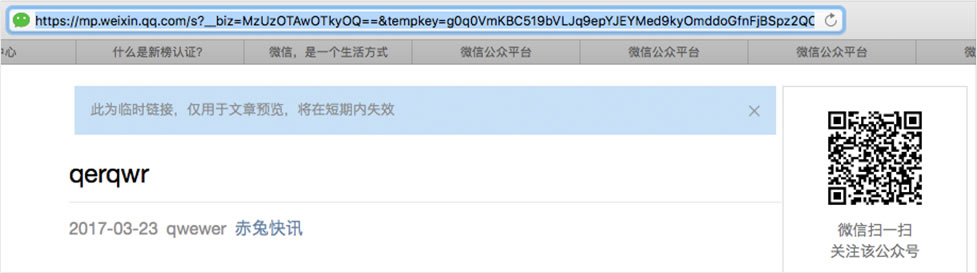 https://mp.weixin.qq.com/s?__biz=MzUzOTAwOTkyOQ==&tempkey=g0q0VmKBC519bVLJq9epYJEYMed9kyOmddoGfnFjBSpz2QC
中心 什么是新榜认证? 微信，是一个生活方式 微信公众平台 微信公众平台 微信公众平台
此为临时链接，仅用于文章预览，将在短期内失效
qerqwr
2017-03-23 qwewer 赤兔快讯
微信扫一扫
关注该公众号